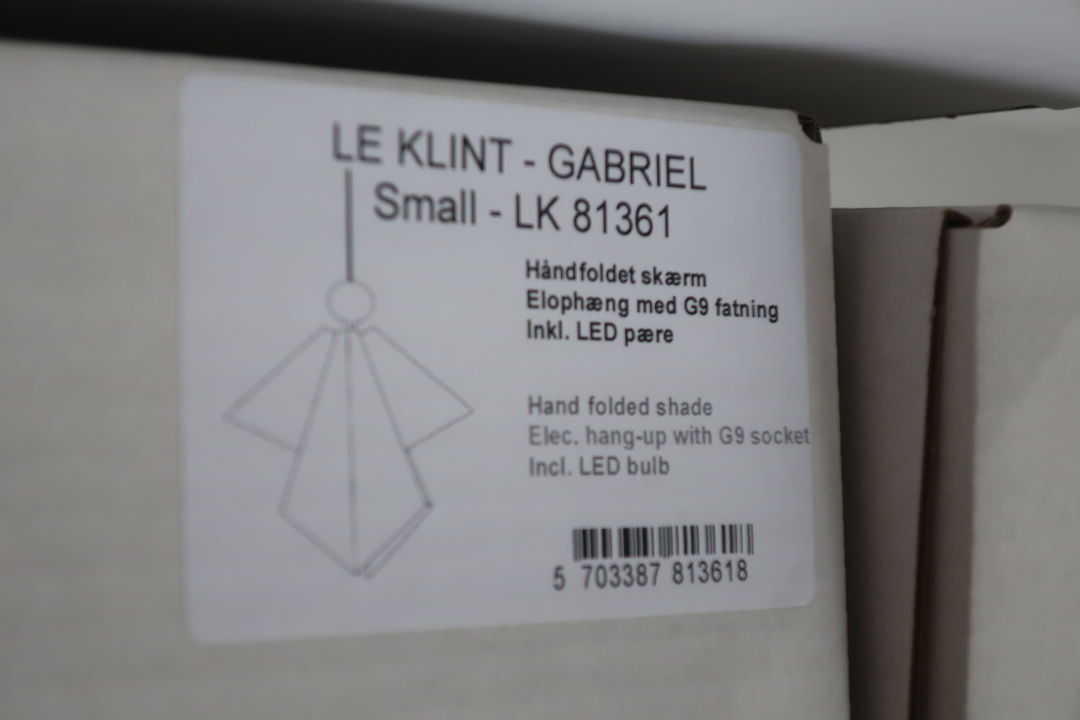 LE KLINT - GABRIEL
Small - LK 81361
Håndfoldet skærm
Elophæng med G9 fatning
Inkl. LED pære
Hand folded shade
Elec. hang-up with G9 socket
Incl. LED bulb
5 703387 813618